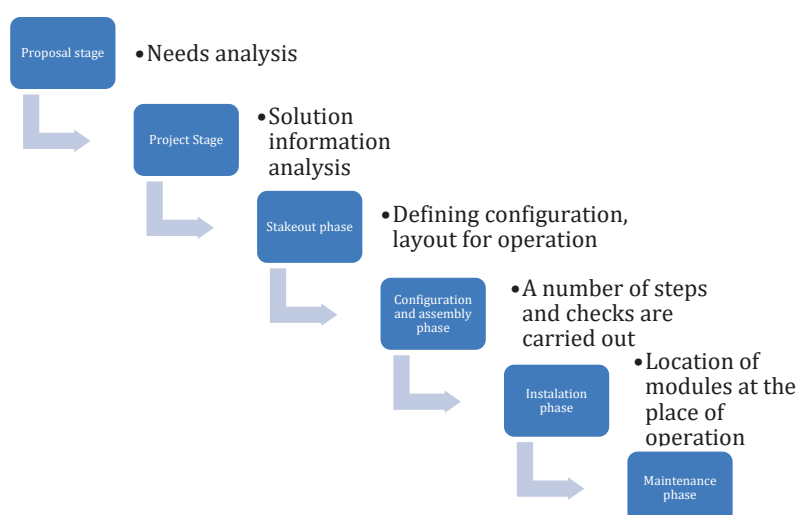 Proposal stage
•Needs analysis
Project Stage
•Solution
information
analysis
Stakeout phase
•Defining configuration,
layout for operation
Configuration
and assembly
phase
•A number of steps
and checks are
carried out
Instalation
phase
•Location of
modules at the
place of
operation
Maintenance
phase